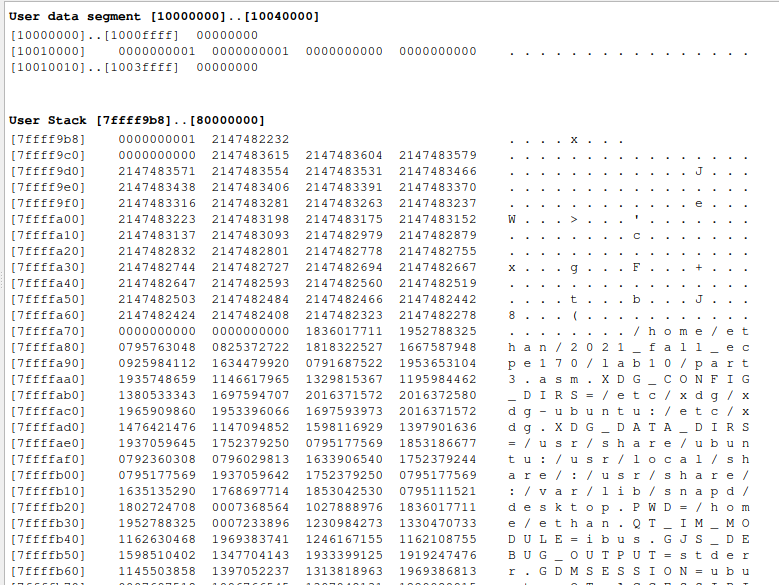 User data segment [10000000]..[10040000]
[10000000]..[1000ffff] 00000000
[10010000] 0000000001 0000000001 0000000000 0000000000 . . . . . . . . . . . . . . . .
[10010010]..[1003ffff] 00000000
User Stack [7ffff9b8]..[80000000]
[7ffff9b8] 0000000001 2147482232 . . . . x . . .
[7ffff9c0] 0000000000 2147483615 2147483604 2147483579 . . . . . . . . . . . . . . . .
[7ffff9d0] 2147483571 2147483554 2147483531 2147483466 . . . . . . . . . . . . J . . .
[7ffff9e0] 2147483438 2147483406 2147483391 2147483370 . . . . . . . . . . . . . . . .
[7ffff9f0] 2147483316 2147483281 2147483263 2147483237 . . . . . . . . . . . . e . . .
[7ffffa00] 2147483223 2147483198 2147483175 2147483152 W . . . > . . . ' . . . . . . .
[7ffffa10] 2147483137 2147483093 2147482979 2147482879 . . . . . . . . c . . . . . . .
[7ffffa20] 2147482832 2147482801 2147482778 2147482755 . . . . . . . . . . . . . . . .
[7ffffa30] 2147482744 2147482727 2147482694 2147482667 x . . . g . . . F . . . + . . .
[7ffffa40] 2147482647 2147482593 2147482560 2147482519 . . . . . . . . . . . . . . . .
[7ffffa50] 2147482503 2147482484 2147482466 2147482442 . . . . t . . . b . . . J . . .
[7ffffa60] 2147482424 2147482408 2147482323 2147482278 8 . . . ( . . . . . . . . . . .
[7ffffa70] 0000000000 0000000000 1836017711 1952788325 . . . . . . . . / h o m e / e t
[7ffffa80] 0795763048 0825372722 1818322527 1667587948 h a n / 2 0 2 1 _ f a l l _ e c
[7ffffa90] 0925984112 1634479920 0791687522 1953653104 p e 1 7 0 / l a b 1 0 / p a r t
[7ffffaa0] 1935748659 1146617965 1329815367 1195984462 3 . a s m . X D G _ C O N F I G
[7ffffab0] 1380533343 1697594707 2016371572 2016372580 _ D I R S = / e t c / x d g / x
[7ffffac0] 1965909860 1953396066 1697593973 2016371572 d g - u b u n t u : / e t c / x
[7ffffad0] 1476421476 1147094852 1598116929 1397901636 d g . X D G _ D A T A _ D I R S
[7ffffae0] 1937059645 1752379250 0795177569 1853186677 = / u s r / s h a r e / u b u n
[7ffffaf0] 0792360308 0796029813 1633906540 1752379244 t u : / u s r / l o c a l / s h
[7ffffb00] 0795177569 1937059642 1752379250 0795177569 a r e / : / u s r / s h a r e /
[7ffffb10] 1635135290 1768697714 1853042530 0795111521 : / v a r / l i b / s n a p d /
[7ffffb20] 1802724708 0007368564 1027888976 1836017711 d e s k t o p . P W D = / h o m
[7ffffb30] 1952788325 0007233896 1230984273 1330470733 e / e t h a n . Q T _ I M _ M O
[7ffffb40] 1162630468 1969383741 1246167155 1162108755 D U L E = i b u s . G J S _ D E
[7ffffb50] 1598510402 1347704143 1933399125 1919247476 B U G _ O U T P U T = s t d e r
[7ffffb60] 1145503858 1397052237 1313818963 1969386813 r . G D M S E S S I O N = u b u